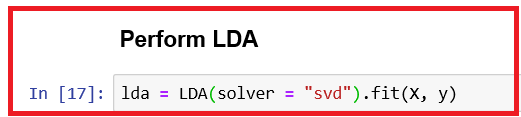 Perform LDA
In [17]: lda = LDA(solver = "svd").fit(X, y)